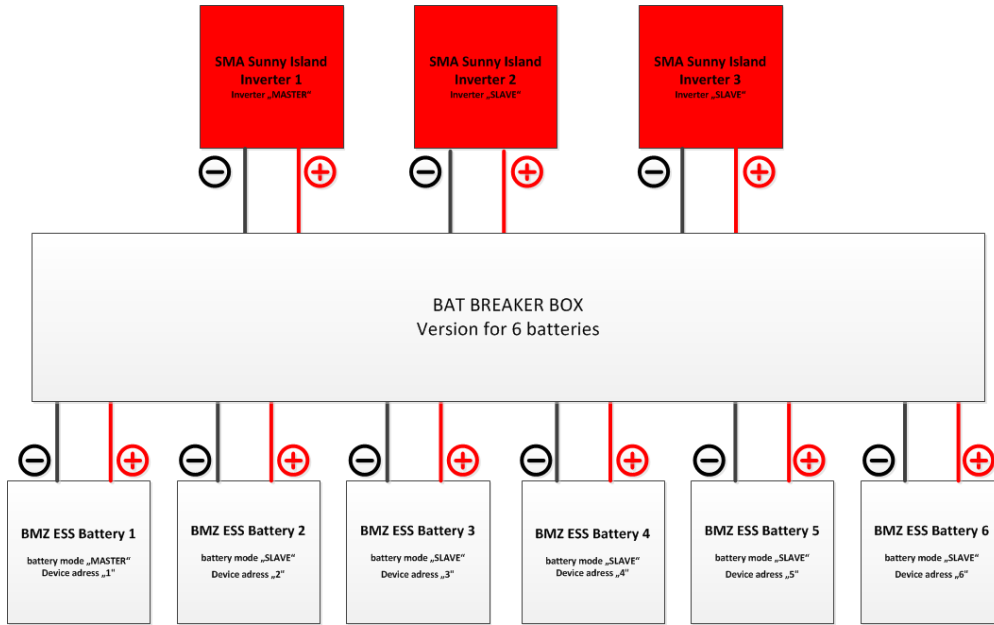 SMA Sunny Island
Inverter 1
Inverter „MASTER“
SMA Sunny Island
Inverter 2
Inverter „SLAVE“
SMA Sunny Island
Inverter 3
Inverter „SLAVE“
BAT BREAKER BOX
Version for 6 batteries
BMZ ESS Battery 1
battery mode „MASTER“
Device adress „1“
BMZ ESS Battery 2
battery mode „SLAVE“
Device adress „2“
BMZ ESS Battery 3
battery mode „SLAVE“
Device adress „3“
BMZ ESS Battery 4
battery mode „SLAVE“
Device adress „4“
BMZ ESS Battery 5
battery mode „SLAVE“
Device adress „5“
BMZ ESS Battery 6
battery mode „SLAVE“
Device adress „6“